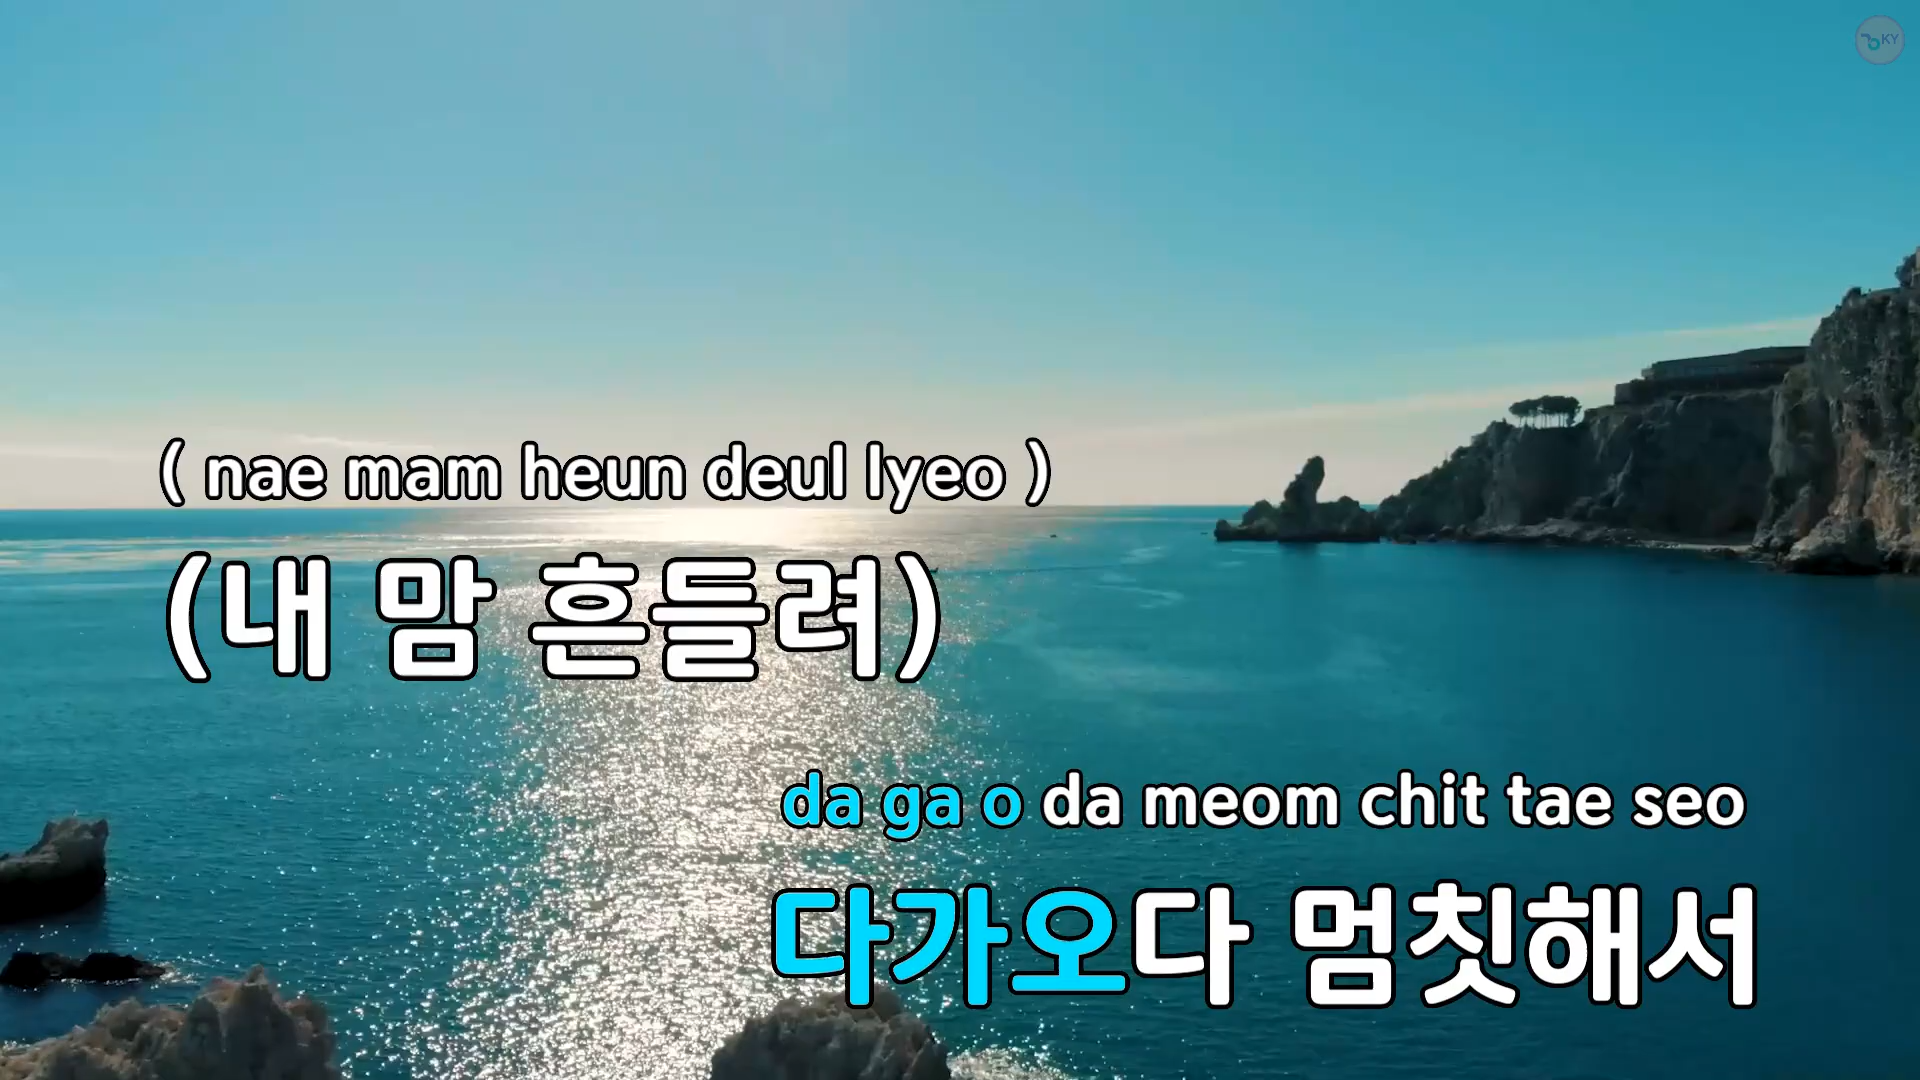 KY
( nae mam heun deul lyeo )
(내 맘 흔들려)
da ga o da meom chit tae seo
다가오다 멈칫해서